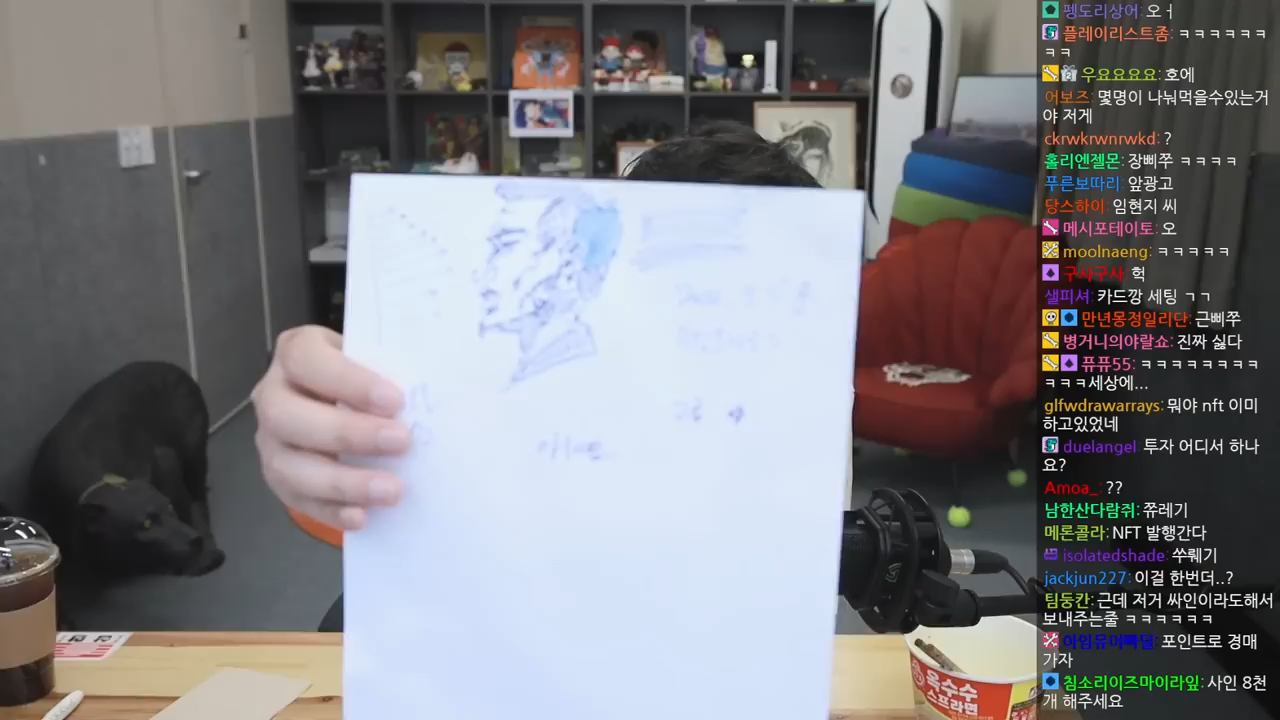 펭도리상어: 오ㅓ
플레이리스트좀: ㅋㅋㅋㅋㅋㅋ
ㅋㅋ
우요요요요: 호에
어보즈: 몇명이 나눠먹을수있는거
야 저게
ckrwkrwnrwkd: ?
홀리엔젤몬: 장삐쭈 ㅋㅋㅋㅋ
푸른보따리: 앞광고
당스하이: 임현지 씨
메시포테이토: 오
moolnaeng: ㅋㅋㅋㅋㅋ
구사구사: 헉
샐피셔: 카드깡 세팅 ㄱㄱ
만년몽정일리단: 근삐쭈
병거니의야랄쇼: 진짜 싫다
퓨퓨55: ㅋㅋㅋㅋㅋㅋㅋㅋ
ㅋㅋㅋ세상에...
glfwdrawarrays: 뭐야 nft 이미
하고있었네
duelangel: 투자 어디서 하나
요?
Amoa_: ??
남한산다람쥐: 쮸레기
메론콜라: NFT 발행간다
isolatedshade: 쑤뤠기
jackjun227: 이걸 한번더..?
팀둥칸: 근데 저거 싸인이라도해서
보내주는줄 ㅋㅋㅋㅋㅋㅋ
아임유머빠딜: 포인트로 경매
가자
침소리이즈마이라잎: 사인 8천
개 해주세요
옥수수
스프라면